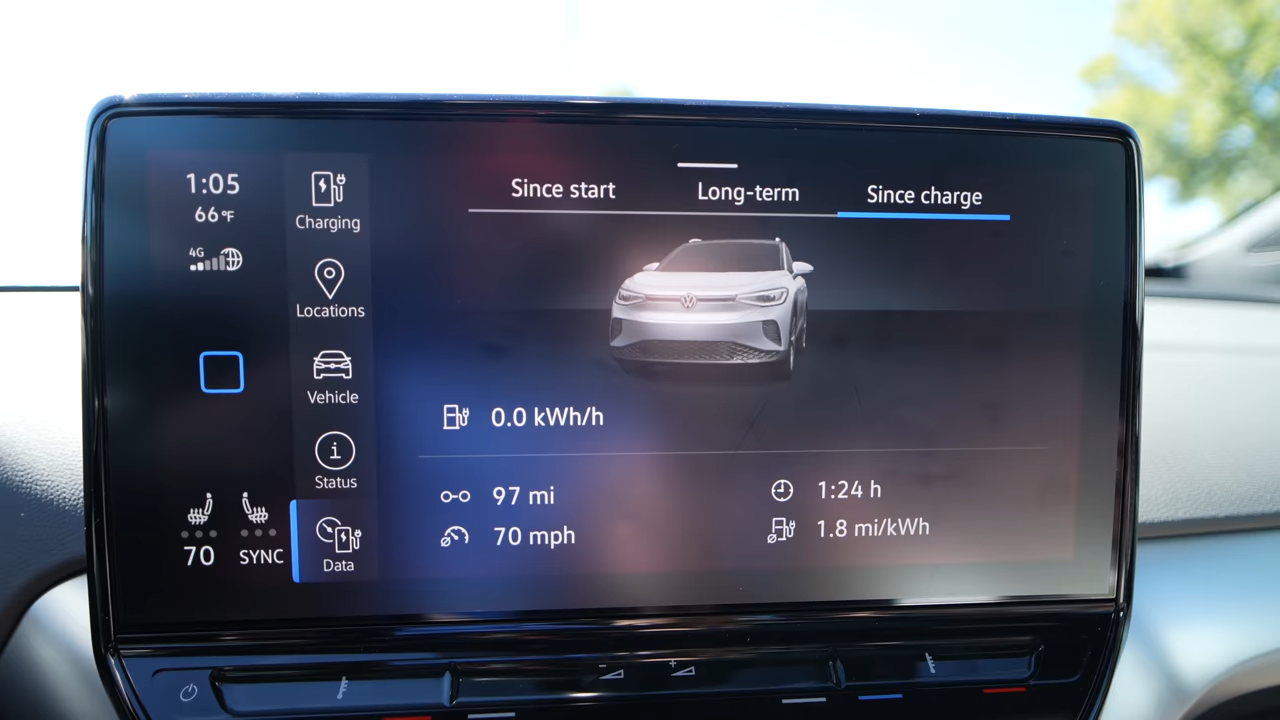 1:05
66°F
4G
70
SYNC
Charging
Locations
Vehicle
Status
Data
Since start
Long-term
Since charge
0.0 kWh/h
97 mi
1:24 h
70 mph
1.8 mi/kWh